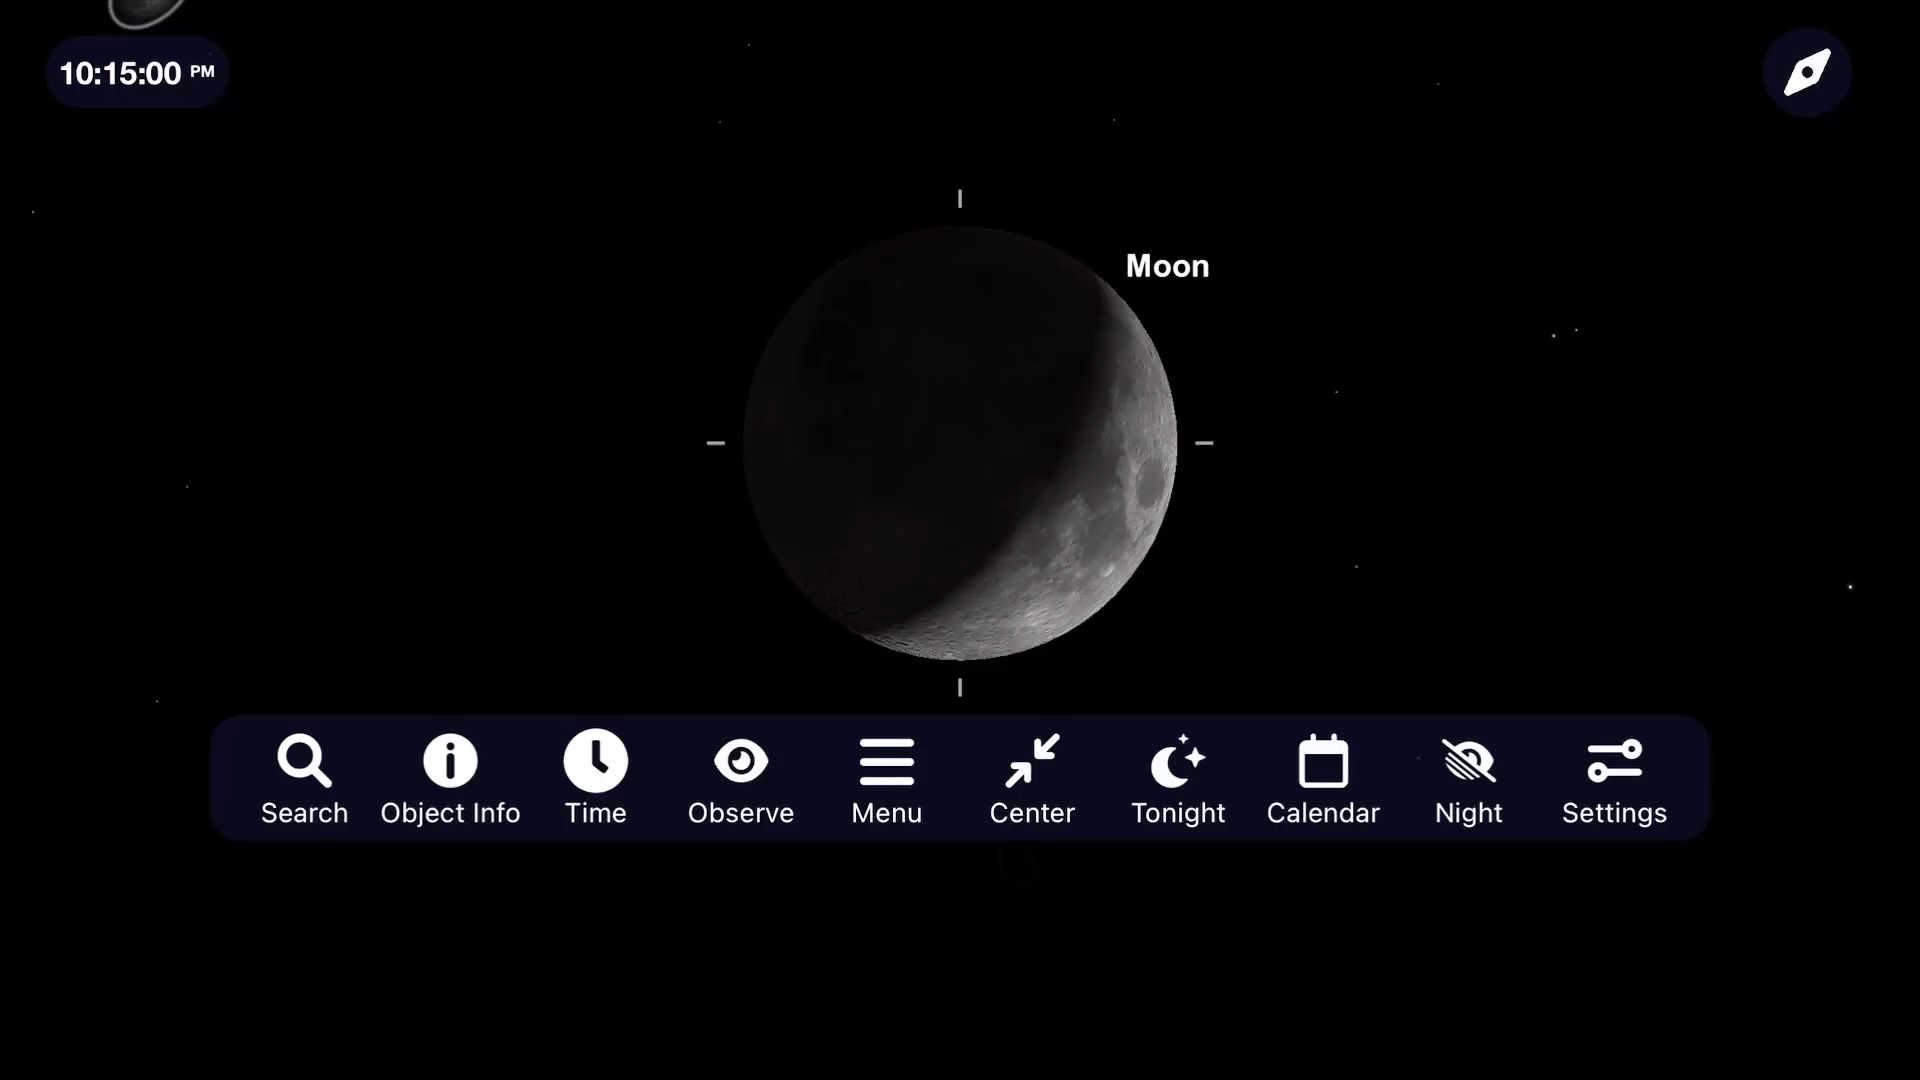 10:15:00 PM
Moon
Search
Object Info
Time
Observe
Menu
Center
Tonight
Calendar
Night
Settings